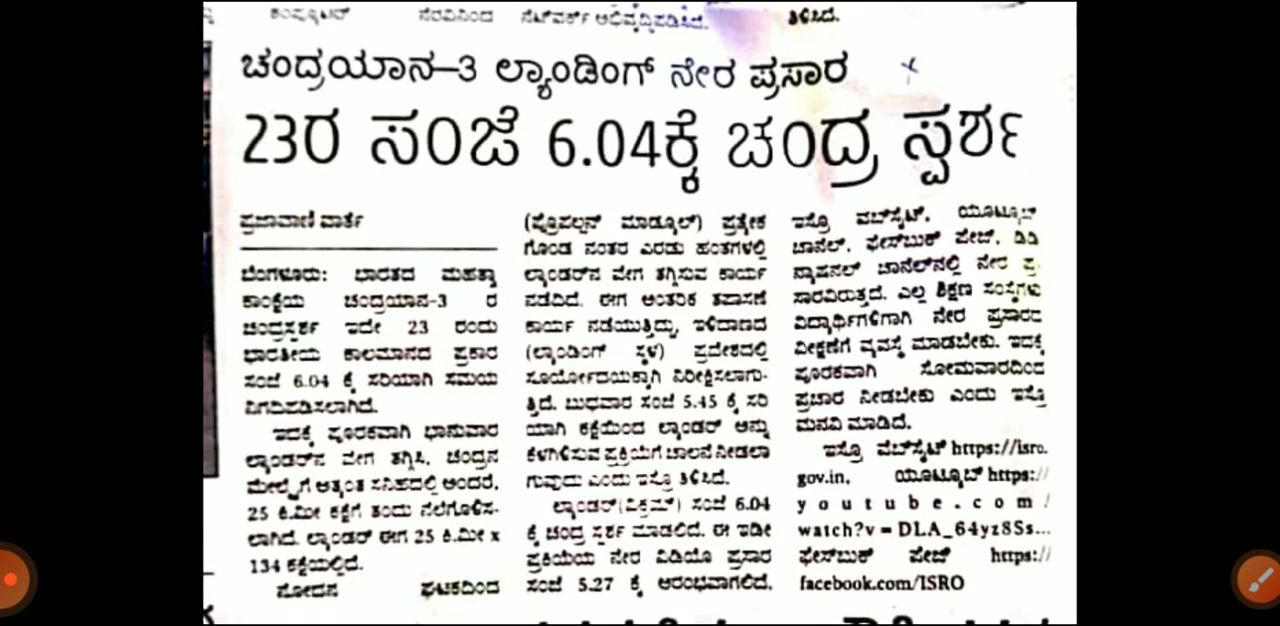 ಕಂಪ್ಯೂಟರ್ ನೆರವಿನಿಂದ ನೆಟ್‌ವರ್ಕ್ ಅಭಿವೃದ್ಧಿಪಡಿಸಿದೆ. ತಿಳಿಸಿದೆ.
ಚಂದ್ರಯಾನ–3 ಲ್ಯಾಂಡಿಂಗ್ ನೇರ ಪ್ರಸಾರ
23ರ ಸಂಜೆ 6.04ಕ್ಕೆ ಚಂದ್ರ ಸ್ಪರ್ಶ
ಪ್ರಜಾವಾಣಿ ವಾರ್ತೆ
ಬೆಂಗಳೂರು: ಭಾರತದ ಮಹತ್ವಾ
ಕಾಂಕ್ಷೆಯ ಚಂದ್ರಯಾನ-3 ರ
ಚಂದ್ರಸ್ಪರ್ಶ ಇದೇ 23 ರಂದು
ಭಾರತೀಯ ಕಾಲಮಾನದ ಪ್ರಕಾರ
ಸಂಜೆ 6.04 ಕ್ಕೆ ಸರಿಯಾಗಿ ಸಮಯ
ನಿಗದಿಪಡಿಸಲಾಗಿದೆ.
ಇದಕ್ಕೆ ಪೂರಕವಾಗಿ ಭಾನುವಾರ
ಲ್ಯಾಂಡರ್‌ನ ವೇಗ ತಗ್ಗಿಸಿ, ಚಂದ್ರನ
ಮೇಲ್ಮೈಗೆ ಅತ್ಯಂತ ಸನಿಹದಲ್ಲಿ ಅಂದರೆ,
25 ಕಿ.ಮೀ ಕಕ್ಷೆಗೆ ತಂದು ನೆಲೆಗೊಳಿಸ-
ಲಾಗಿದೆ. ಲ್ಯಾಂಡರ್ ಈಗ 25 ಕಿ.ಮೀ x
134 ಕಕ್ಷೆಯಲ್ಲಿದೆ.
ನೋದನ ಘಟಕದಿಂದ
(ಪ್ರೊಪಲ್ಷನ್ ಮಾಡ್ಯೂಲ್) ಪ್ರತ್ಯೇಕ
ಗೊಂಡ ನಂತರ ಎರಡು ಹಂತಗಳಲ್ಲಿ
ಲ್ಯಾಂಡರ್‌ನ ವೇಗ ತಗ್ಗಿಸುವ ಕಾರ್ಯ
ನಡೆದಿದೆ. ಈಗ ಆಂತರಿಕ ತಪಾಸಣೆ
ಕಾರ್ಯ ನಡೆಯುತ್ತಿದ್ದು, ಇಳಿದಾಣದ
(ಲ್ಯಾಂಡಿಂಗ್ ಸ್ಥಳ) ಪ್ರದೇಶದಲ್ಲಿ
ಸೂರ್ಯೋದಯಕ್ಕಾಗಿ ನಿರೀಕ್ಷಿಸಲಾಗು-
ತ್ತಿದೆ. ಬುಧವಾರ ಸಂಜೆ 5.45 ಕ್ಕೆ ಸರಿ
ಯಾಗಿ ಕಕ್ಷೆಯಿಂದ ಲ್ಯಾಂಡರ್ ಅನ್ನು
ಕೆಳಗಿಳಿಸುವ ಪ್ರಕ್ರಿಯೆಗೆ ಚಾಲನೆ ನೀಡಲಾ
ಗುವುದು ಎಂದು ಇಸ್ರೊ ತಿಳಿಸಿದೆ.
ಲ್ಯಾಂಡರ್(ವಿಕ್ರಮ್) ಸಂಜೆ 6.04
ಕ್ಕೆ ಚಂದ್ರ ಸ್ಪರ್ಶ ಮಾಡಲಿದೆ. ಈ ಇಡೀ
ಪ್ರಕಿಯೆಯ ನೇರ ವಿಡಿಯೊ ಪ್ರಸಾರ
ಸಂಜೆ 5.27 ಕ್ಕೆ ಆರಂಭವಾಗಲಿದೆ.
ಇಸ್ರೊ ವೆಬ್‌ಸೈಟ್, ಯೂಟ್ಯೂಬ್
ಚಾನೆಲ್, ಫೇಸ್‌ಬುಕ್ ಪೇಜ್, ಡಿಡಿ
ನ್ಯಾಷನಲ್ ಚಾನೆಲ್‌ನಲ್ಲಿ ನೇರ ಪ್ರ
ಸಾರವಿರುತ್ತದೆ. ಎಲ್ಲ ಶಿಕ್ಷಣ ಸಂಸ್ಥೆಗಳು
ವಿದ್ಯಾರ್ಥಿಗಳಿಗಾಗಿ ನೇರ ಪ್ರಸಾರದ
ವೀಕ್ಷಣೆಗೆ ವ್ಯವಸ್ಥೆ ಮಾಡಬೇಕು. ಇದಕ್ಕೆ
ಪೂರಕವಾಗಿ ಸೋಮವಾರದಿಂದ
ಪ್ರಚಾರ ನೀಡಬೇಕು ಎಂದು ಇಸ್ರೊ
ಮನವಿ ಮಾಡಿದೆ.
ಇಸ್ರೊ ವೆಬ್‌ಸೈಟ್ https://isro.
gov.in, ಯೂಟ್ಯೂಬ್ https://
youtube.com/
watch?v=DLA_64yz8Ss...
ಫೇಸ್‌ಬುಕ್ ಪೇಜ್ https://
facebook.com/ISRO